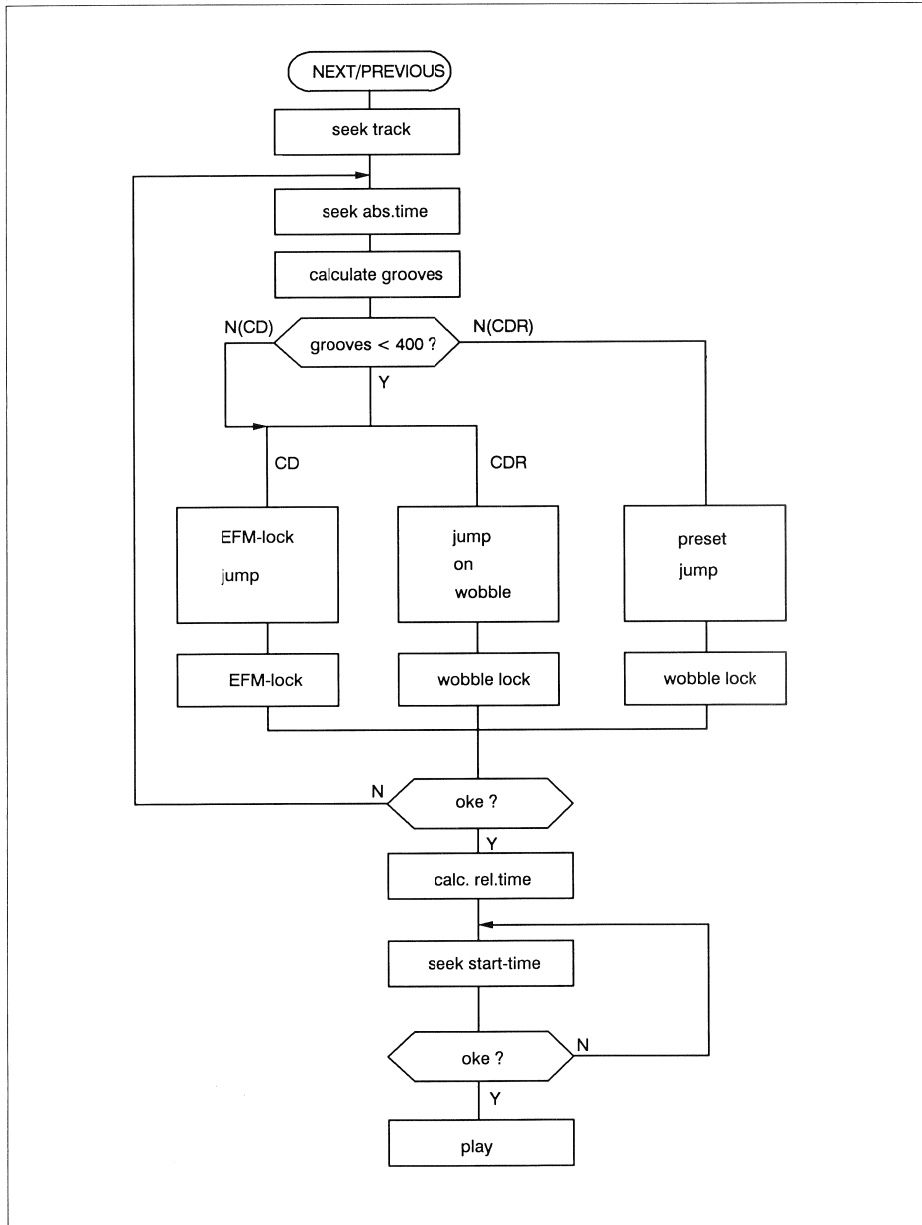 NEXT/PREVIOUS
seek track
seek abs.time
calculate grooves
N(CD)
grooves < 400 ?
N(CDR)
Y
CD
CDR
EFM-lock
jump
jump
on
wobble
preset
jump
EFM-lock
wobble lock
wobble lock
N
oke ?
Y
calc. rel.time
seek start-time
oke ?
N
Y
play